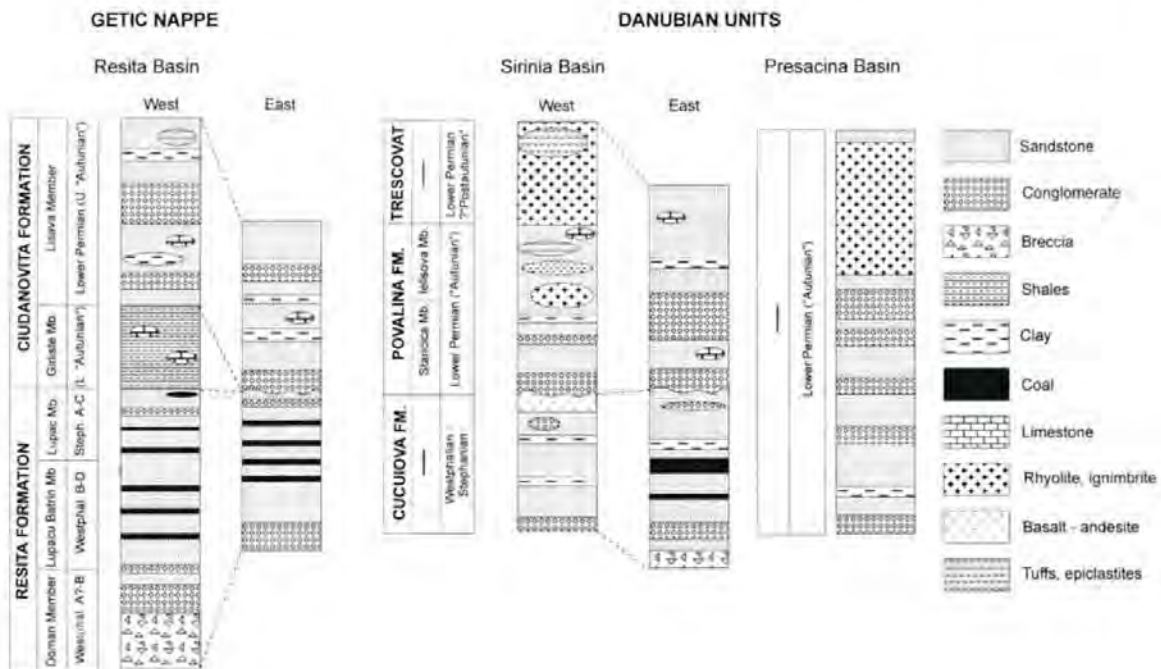 GETIC NAPPE
DANUBIAN UNITS
Resita Basin
Sirinia Basin
Presacina Basin
West
East
West
East
CIUDANOVITA FORMATION
Lisava Member
Lower Permian (U. "Autunian")
Girliste Mb.
(L. "Autunian")
RESITA FORMATION
Lupac Mb.
Steph. A-C
Lupacu Batrin Mb
Westphal. B-D
Doman Member
A?-B
TRESCOVAT
Lower Permian
?"Postautunian"
POVALINA FM.
Staricica Mb.
Ielisova Mb.
Lower Permian ("Autunian")
CUCUIOVA FM.
Westphalian
Stephanian
Lower Permian ("Autunian")
Sandstone
Conglomerate
Breccia
Shales
Clay
Coal
Limestone
Rhyolite, ignimbrite
Basalt - andesite
Tuffs, epiclastites